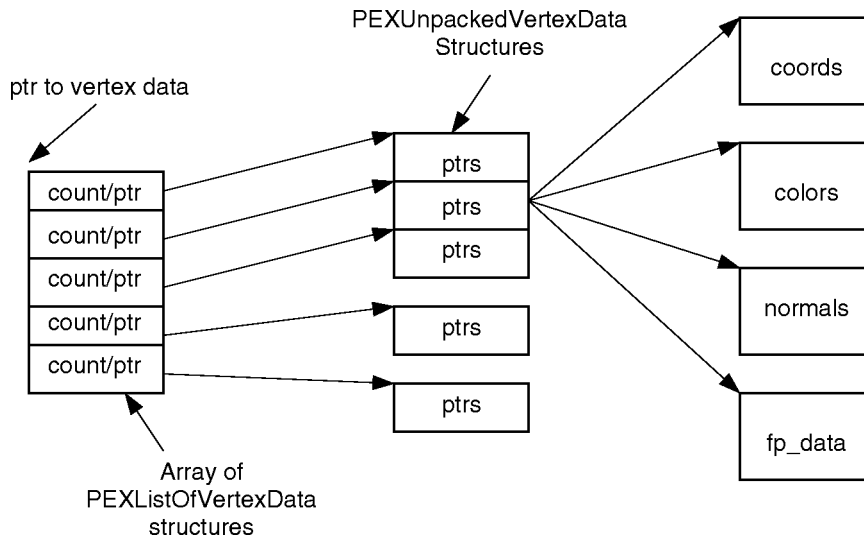 PEXUnpackedVertexData
Structures
ptr to vertex data
count/ptr
count/ptr
count/ptr
count/ptr
count/ptr
Array of
PEXListOfVertexData
structures
ptrs
ptrs
ptrs
ptrs
ptrs
coords
colors
normals
fp_data